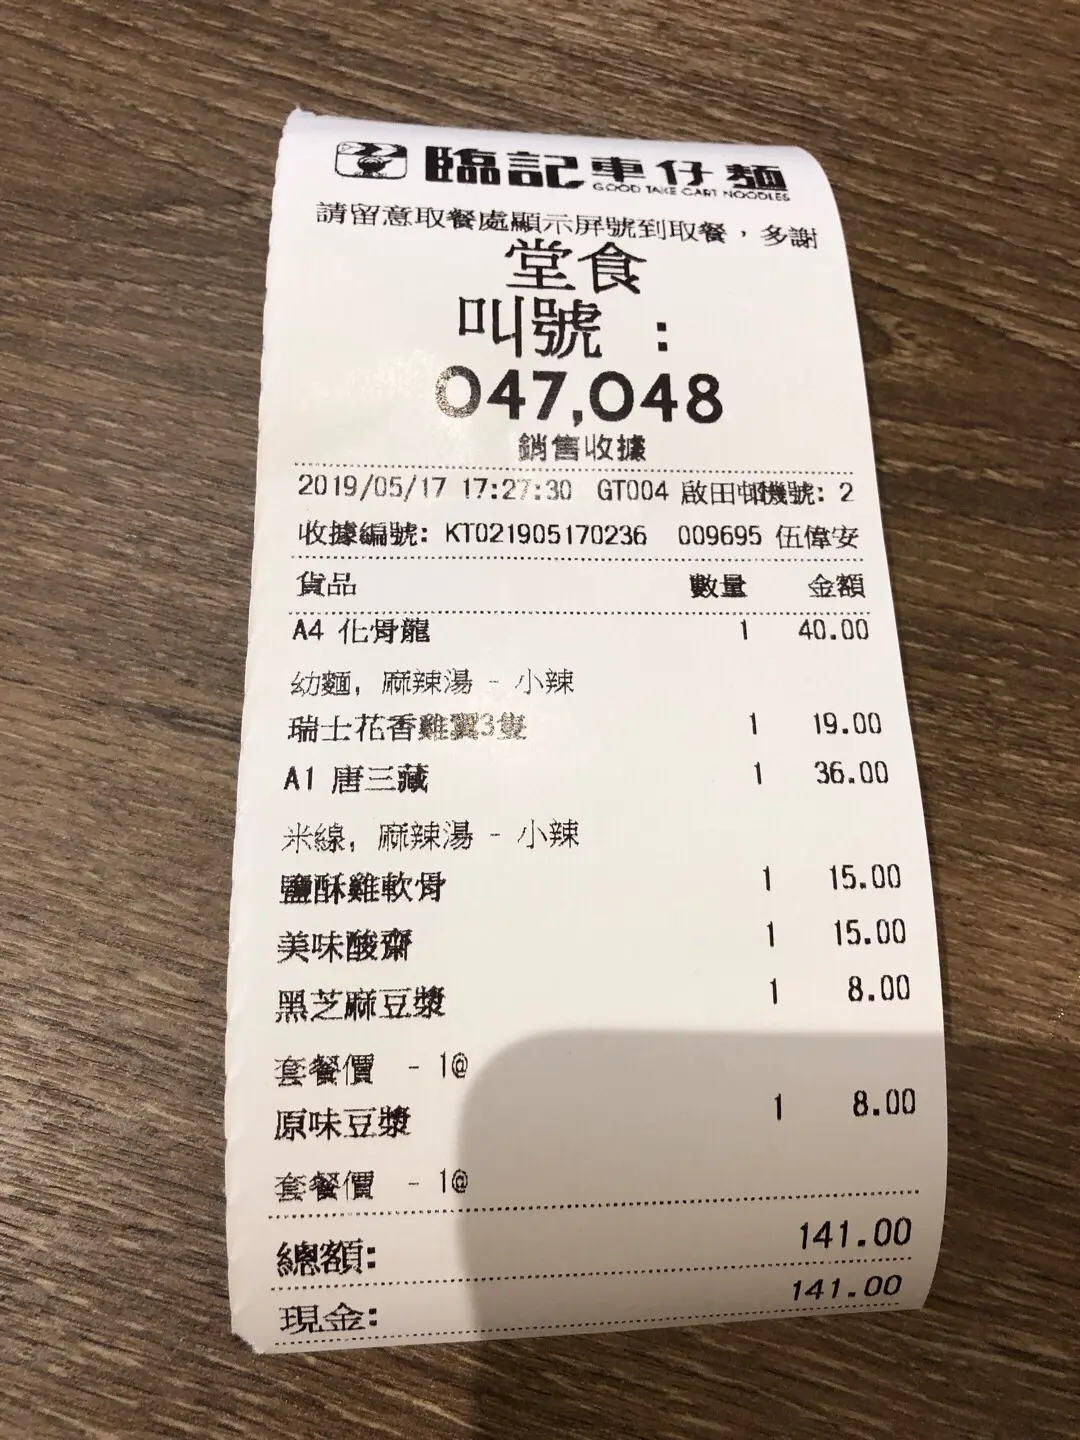 臨記車仔麵
GOOD TAKE CART NOODLES
請留意取餐處顯示屏號到取餐，多謝
堂食
叫號 :
047,048
銷售收據
2019/05/17 17:27:30 GT004 啟田邨機號: 2
收據編號: KT021905170236 009695 伍偉安
貨品 數量 金額
A4 化骨龍 1 40.00
幼麵, 麻辣湯 - 小辣
瑞士花香雞翼3隻 1 19.00
A1 唐三藏 1 36.00
米線, 麻辣湯 - 小辣
鹽酥雞軟骨 1 15.00
美味酸齋 1 15.00
黑芝麻豆漿 1 8.00
套餐價 - 1@
原味豆漿 1 8.00
套餐價 - 1@
總額: 141.00
現金: 141.00